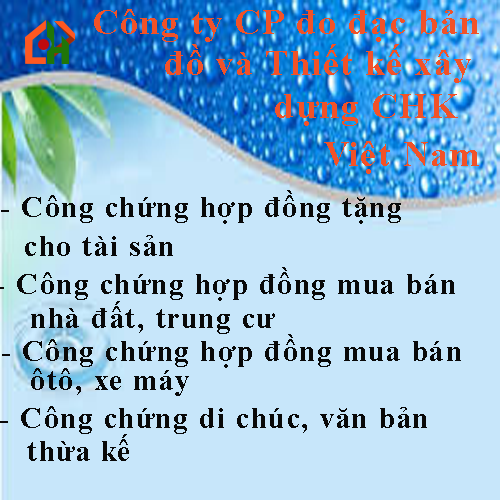 Công ty CP đo đạc bản
đồ và Thiết kế xây
dựng CHK
Việt Nam
- Công chứng hợp đồng tặng
cho tài sản
- Công chứng hợp đồng mua bán
nhà đất, trung cư
- Công chứng hợp đồng mua bán
ôtô, xe máy
- Công chứng di chúc, văn bản
thừa kế